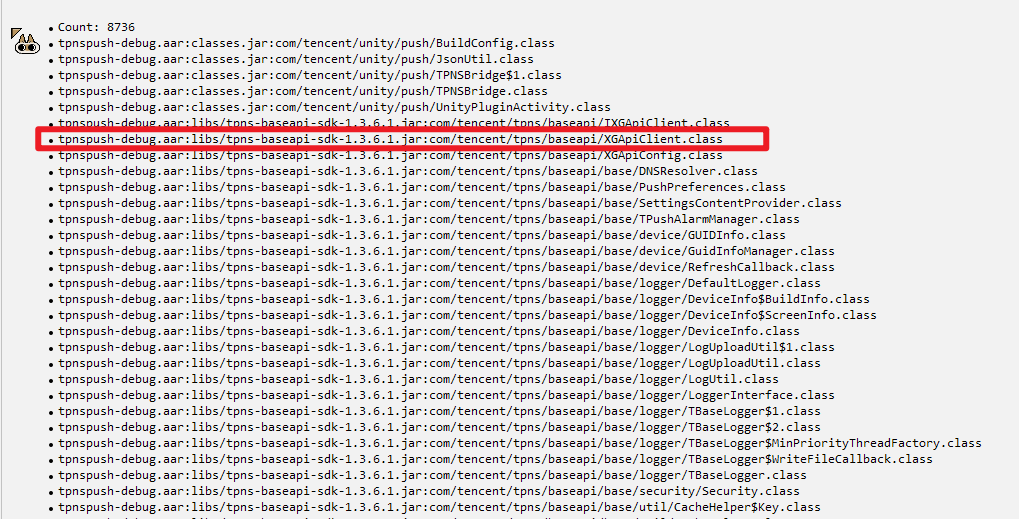 Count: 8736
tpnspush-debug.aar:classes.jar:com/tencent/unity/push/BuildConfig.class
tpnspush-debug.aar:classes.jar:com/tencent/unity/push/JsonUtil.class
tpnspush-debug.aar:classes.jar:com/tencent/unity/push/TPNSBridge$1.class
tpnspush-debug.aar:classes.jar:com/tencent/unity/push/TPNSBridge.class
tpnspush-debug.aar:classes.jar:com/tencent/unity/push/UnityPluginActivity.class
tpnspush-debug.aar:libs/tpns-baseapi-sdk-1.3.6.1.jar:com/tencent/tpns/baseapi/IXGApiClient.class
tpnspush-debug.aar:libs/tpns-baseapi-sdk-1.3.6.1.jar:com/tencent/tpns/baseapi/XGApiClient.class
tpnspush-debug.aar:libs/tpns-baseapi-sdk-1.3.6.1.jar:com/tencent/tpns/baseapi/XGApiConfig.class
tpnspush-debug.aar:libs/tpns-baseapi-sdk-1.3.6.1.jar:com/tencent/tpns/baseapi/base/DNSResolver.class
tpnspush-debug.aar:libs/tpns-baseapi-sdk-1.3.6.1.jar:com/tencent/tpns/baseapi/base/PushPreferences.class
tpnspush-debug.aar:libs/tpns-baseapi-sdk-1.3.6.1.jar:com/tencent/tpns/baseapi/base/SettingsContentProvider.class
tpnspush-debug.aar:libs/tpns-baseapi-sdk-1.3.6.1.jar:com/tencent/tpns/baseapi/base/TPushAlarmManager.class
tpnspush-debug.aar:libs/tpns-baseapi-sdk-1.3.6.1.jar:com/tencent/tpns/baseapi/base/device/GUIDInfo.class
tpnspush-debug.aar:libs/tpns-baseapi-sdk-1.3.6.1.jar:com/tencent/tpns/baseapi/base/device/GuidInfoManager.class
tpnspush-debug.aar:libs/tpns-baseapi-sdk-1.3.6.1.jar:com/tencent/tpns/baseapi/base/device/RefreshCallback.class
tpnspush-debug.aar:libs/tpns-baseapi-sdk-1.3.6.1.jar:com/tencent/tpns/baseapi/base/logger/DefaultLogger.class
tpnspush-debug.aar:libs/tpns-baseapi-sdk-1.3.6.1.jar:com/tencent/tpns/baseapi/base/logger/DeviceInfo$BuildInfo.class
tpnspush-debug.aar:libs/tpns-baseapi-sdk-1.3.6.1.jar:com/tencent/tpns/baseapi/base/logger/DeviceInfo$ScreenInfo.class
tpnspush-debug.aar:libs/tpns-baseapi-sdk-1.3.6.1.jar:com/tencent/tpns/baseapi/base/logger/DeviceInfo.class
tpnspush-debug.aar:libs/tpns-baseapi-sdk-1.3.6.1.jar:com/tencent/tpns/baseapi/base/logger/LogUploadUtil$1.class
tpnspush-debug.aar:libs/tpns-baseapi-sdk-1.3.6.1.jar:com/tencent/tpns/baseapi/base/logger/LogUploadUtil.class
tpnspush-debug.aar:libs/tpns-baseapi-sdk-1.3.6.1.jar:com/tencent/tpns/baseapi/base/logger/LogUtil.class
tpnspush-debug.aar:libs/tpns-baseapi-sdk-1.3.6.1.jar:com/tencent/tpns/baseapi/base/logger/LoggerInterface.class
tpnspush-debug.aar:libs/tpns-baseapi-sdk-1.3.6.1.jar:com/tencent/tpns/baseapi/base/logger/TBaseLogger$1.class
tpnspush-debug.aar:libs/tpns-baseapi-sdk-1.3.6.1.jar:com/tencent/tpns/baseapi/base/logger/TBaseLogger$2.class
tpnspush-debug.aar:libs/tpns-baseapi-sdk-1.3.6.1.jar:com/tencent/tpns/baseapi/base/logger/TBaseLogger$MinPriorityThreadFactory.class
tpnspush-debug.aar:libs/tpns-baseapi-sdk-1.3.6.1.jar:com/tencent/tpns/baseapi/base/logger/TBaseLogger$WriteFileCallback.class
tpnspush-debug.aar:libs/tpns-baseapi-sdk-1.3.6.1.jar:com/tencent/tpns/baseapi/base/logger/TBaseLogger.class
tpnspush-debug.aar:libs/tpns-baseapi-sdk-1.3.6.1.jar:com/tencent/tpns/baseapi/base/security/Security.class
tpnspush-debug.aar:libs/tpns-baseapi-sdk-1.3.6.1.jar:com/tencent/tpns/baseapi/base/util/CacheHelper$Key.class